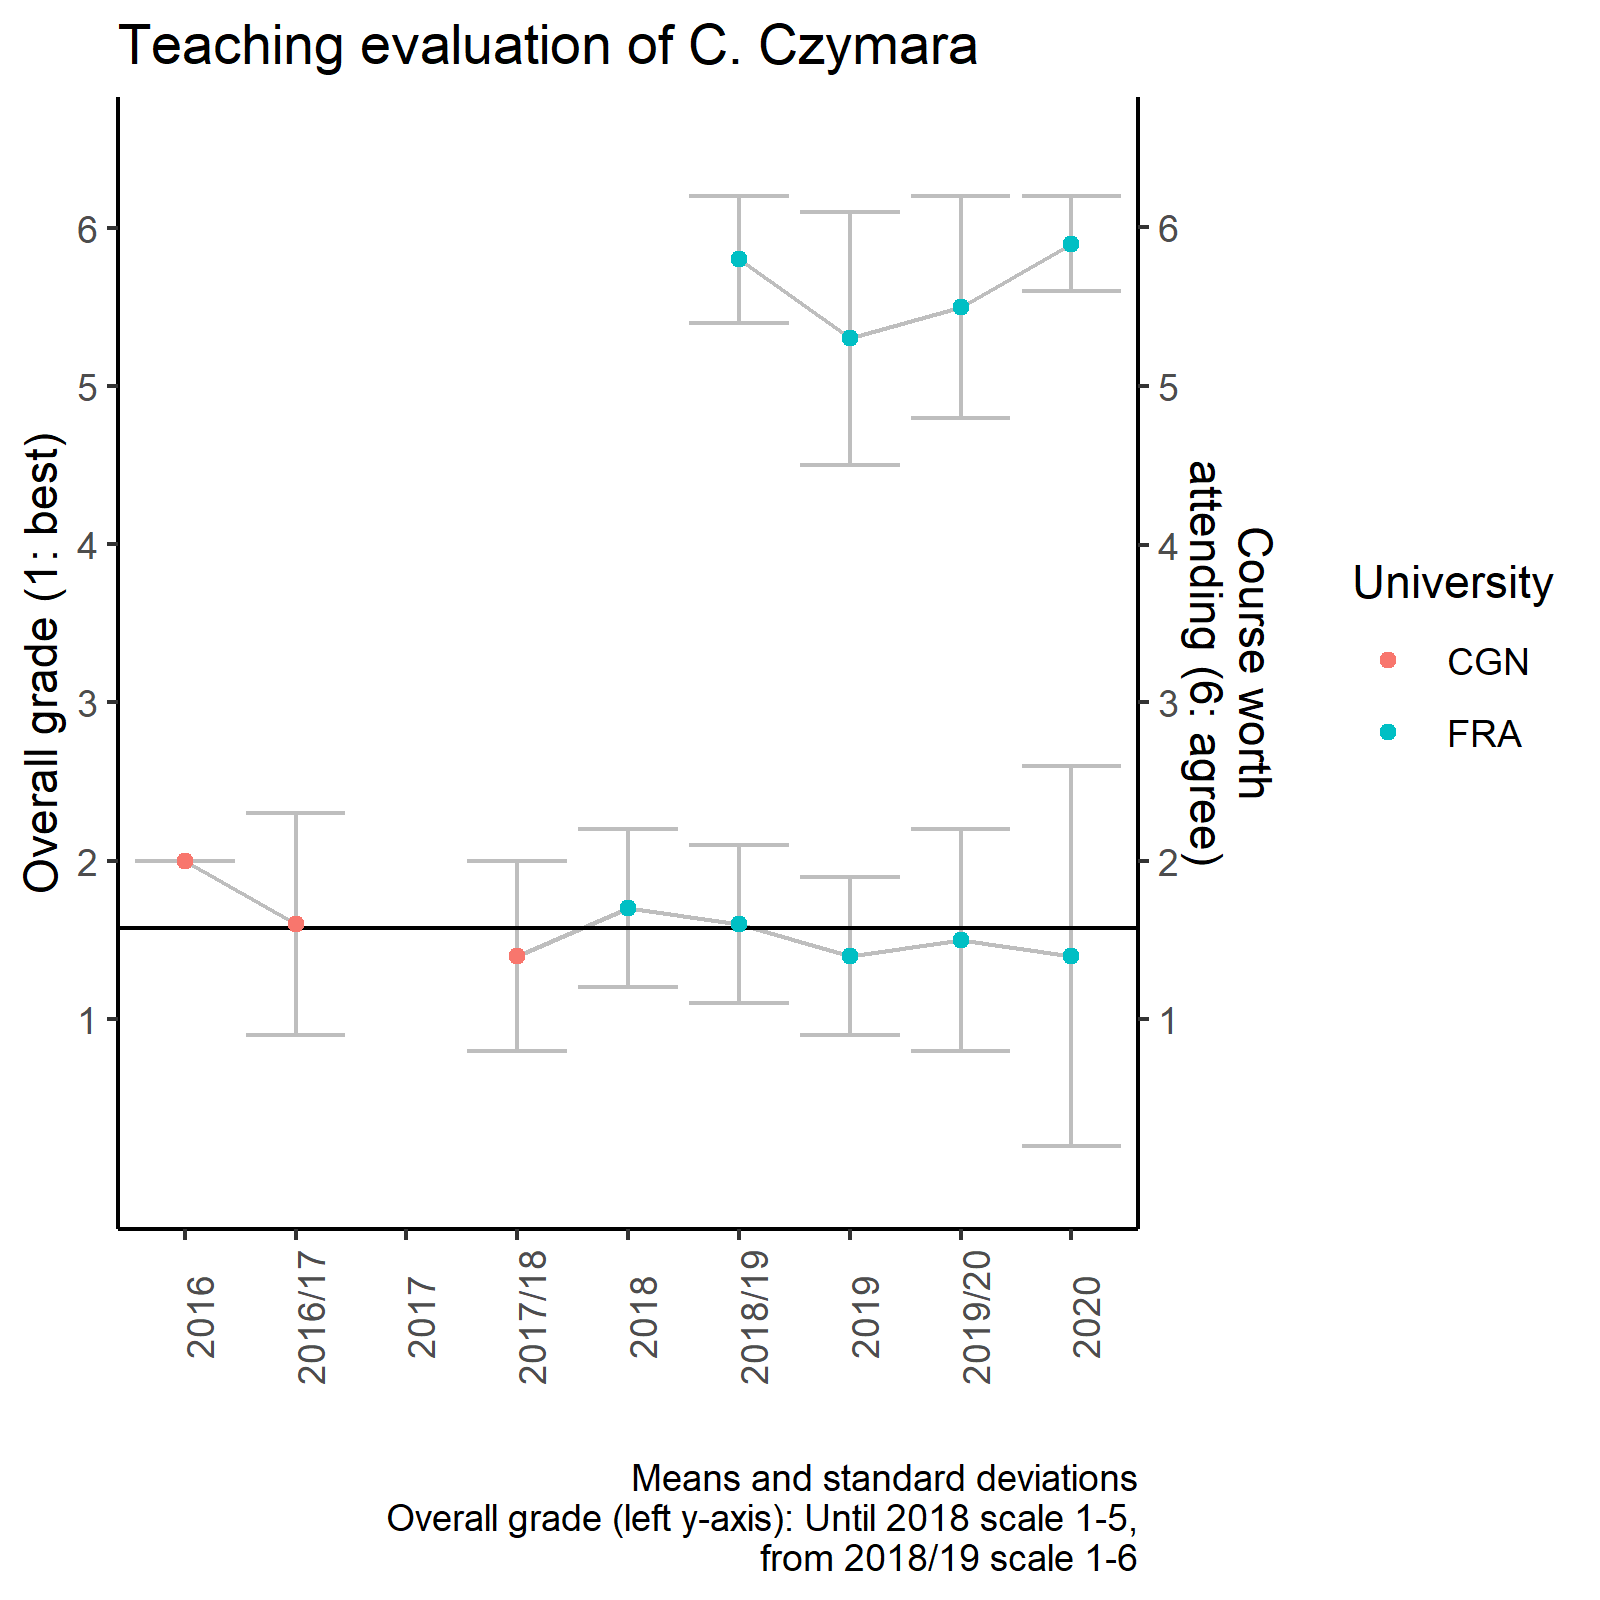 Teaching evaluation of C. Czymara
Overall grade (1: best)
6
5
4
3
2
1
6
5
4
3
2
1
Course worth
attending (6: agree)
University
CGN
FRA
2016
2016/17
2017
2017/18
2018
2018/19
2019
2019/20
2020
Means and standard deviations
Overall grade (left y-axis): Until 2018 scale 1-5,
from 2018/19 scale 1-6